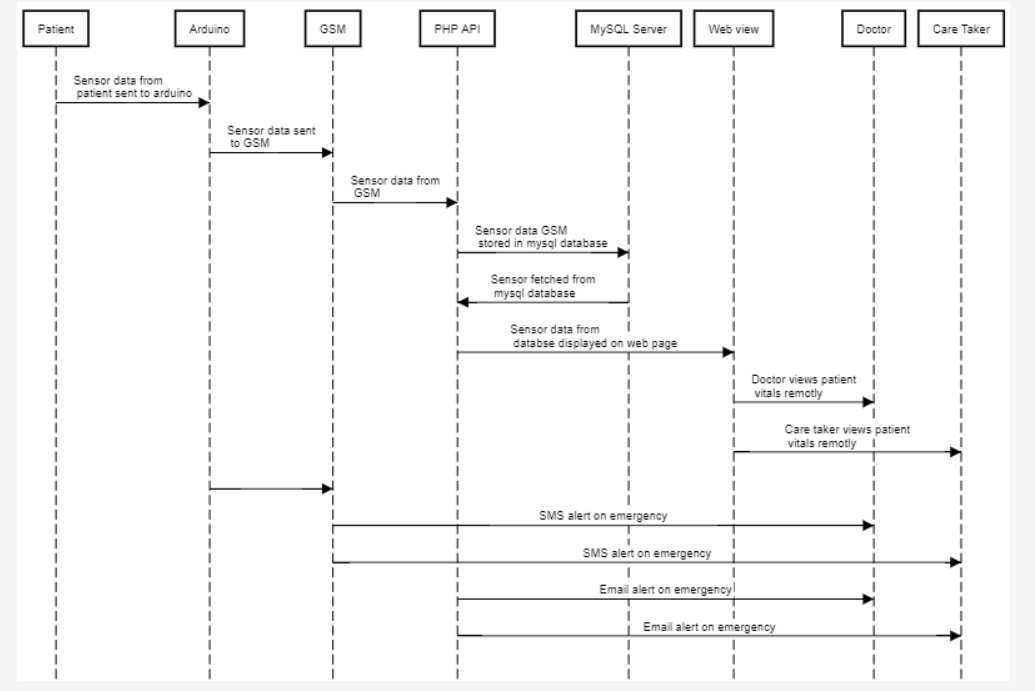 Patient
Arduino
GSM
PHP API
MySQL Server
Web view
Doctor
Care Taker
Sensor data from
patient sent to arduino
Sensor data sent
to GSM
Sensor data from
GSM
Sensor data GSM
stored in mysql database
Sensor fetched from
mysql database
Sensor data from
databse displayed on web page
Doctor views patient
vitals remotly
Care taker views patient
vitals remotly
SMS alert on emergency
SMS alert on emergency
Email alert on emergency
Email alert on emergency